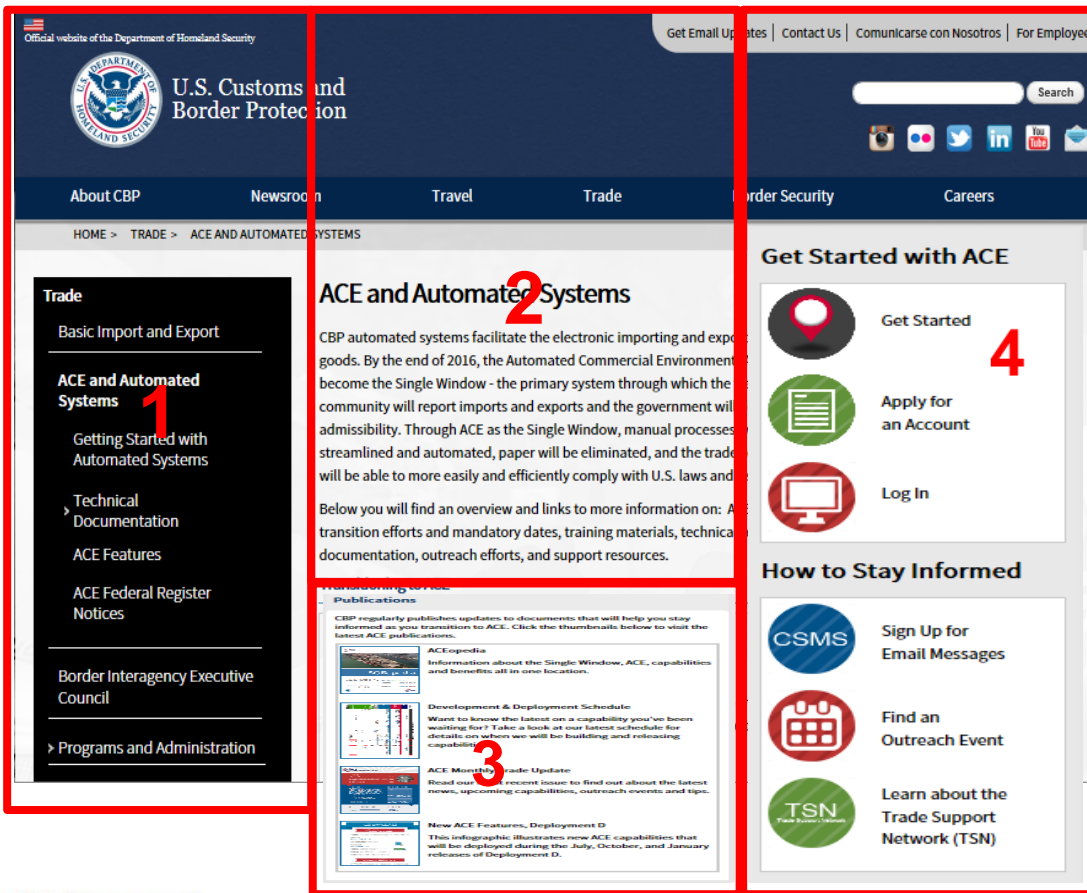 Official website of the Department of Homeland Security
Get Email Updates | Contact Us | Comunicarse con Nosotros | For Employee
U.S. DEPARTMENT OF HOMELAND SECURITY
U.S. Customs and
Border Protection
Search
You
Tube
About CBP Newsroom Travel Trade Border Security Careers
HOME > TRADE > ACE AND AUTOMATED SYSTEMS
1
Trade
Basic Import and Export
ACE and Automated
Systems
Getting Started with
Automated Systems
Technical
Documentation
ACE Features
ACE Federal Register
Notices
Border Interagency Executive
Council
Programs and Administration
2
ACE and Automated Systems
CBP automated systems facilitate the electronic importing and expo
goods. By the end of 2016, the Automated Commercial Environment
become the Single Window - the primary system through which the
community will report imports and exports and the government will
admissibility. Through ACE as the Single Window, manual processes
streamlined and automated, paper will be eliminated, and the trade
will be able to more easily and efficiently comply with U.S. laws and
Below you will find an overview and links to more information on: A
transition efforts and mandatory dates, training materials, technica
documentation, outreach efforts, and support resources.
Transitioning to ACE
3
Publications
CBP regularly publishes updates to documents that will help you stay
informed as you transition to ACE. Click the thumbnails below to visit the
latest ACE publications.
ACEopedia
Information about the Single Window, ACE, capabilities
and benefits all in one location.
Development & Deployment Schedule
Want to know the latest on a capability you've been
waiting for? Take a look at our latest schedule for
details on when we will be building and releasing
capabiliti
ACE Monthly Trade Update
Read our recent issue to find out about the latest
news, upcoming capabilities, outreach events and tips.
New ACE Features, Deployment D
This infographic illustrates new ACE capabilities that
will be deployed during the July, October, and January
releases of Deployment D.
4
Get Started with ACE
Get Started
Apply for
an Account
Log In
How to Stay Informed
CSMS
Sign Up for
Email Messages
Find an
Outreach Event
TSN
Trade Support Network
Learn about the
Trade Support
Network (TSN)